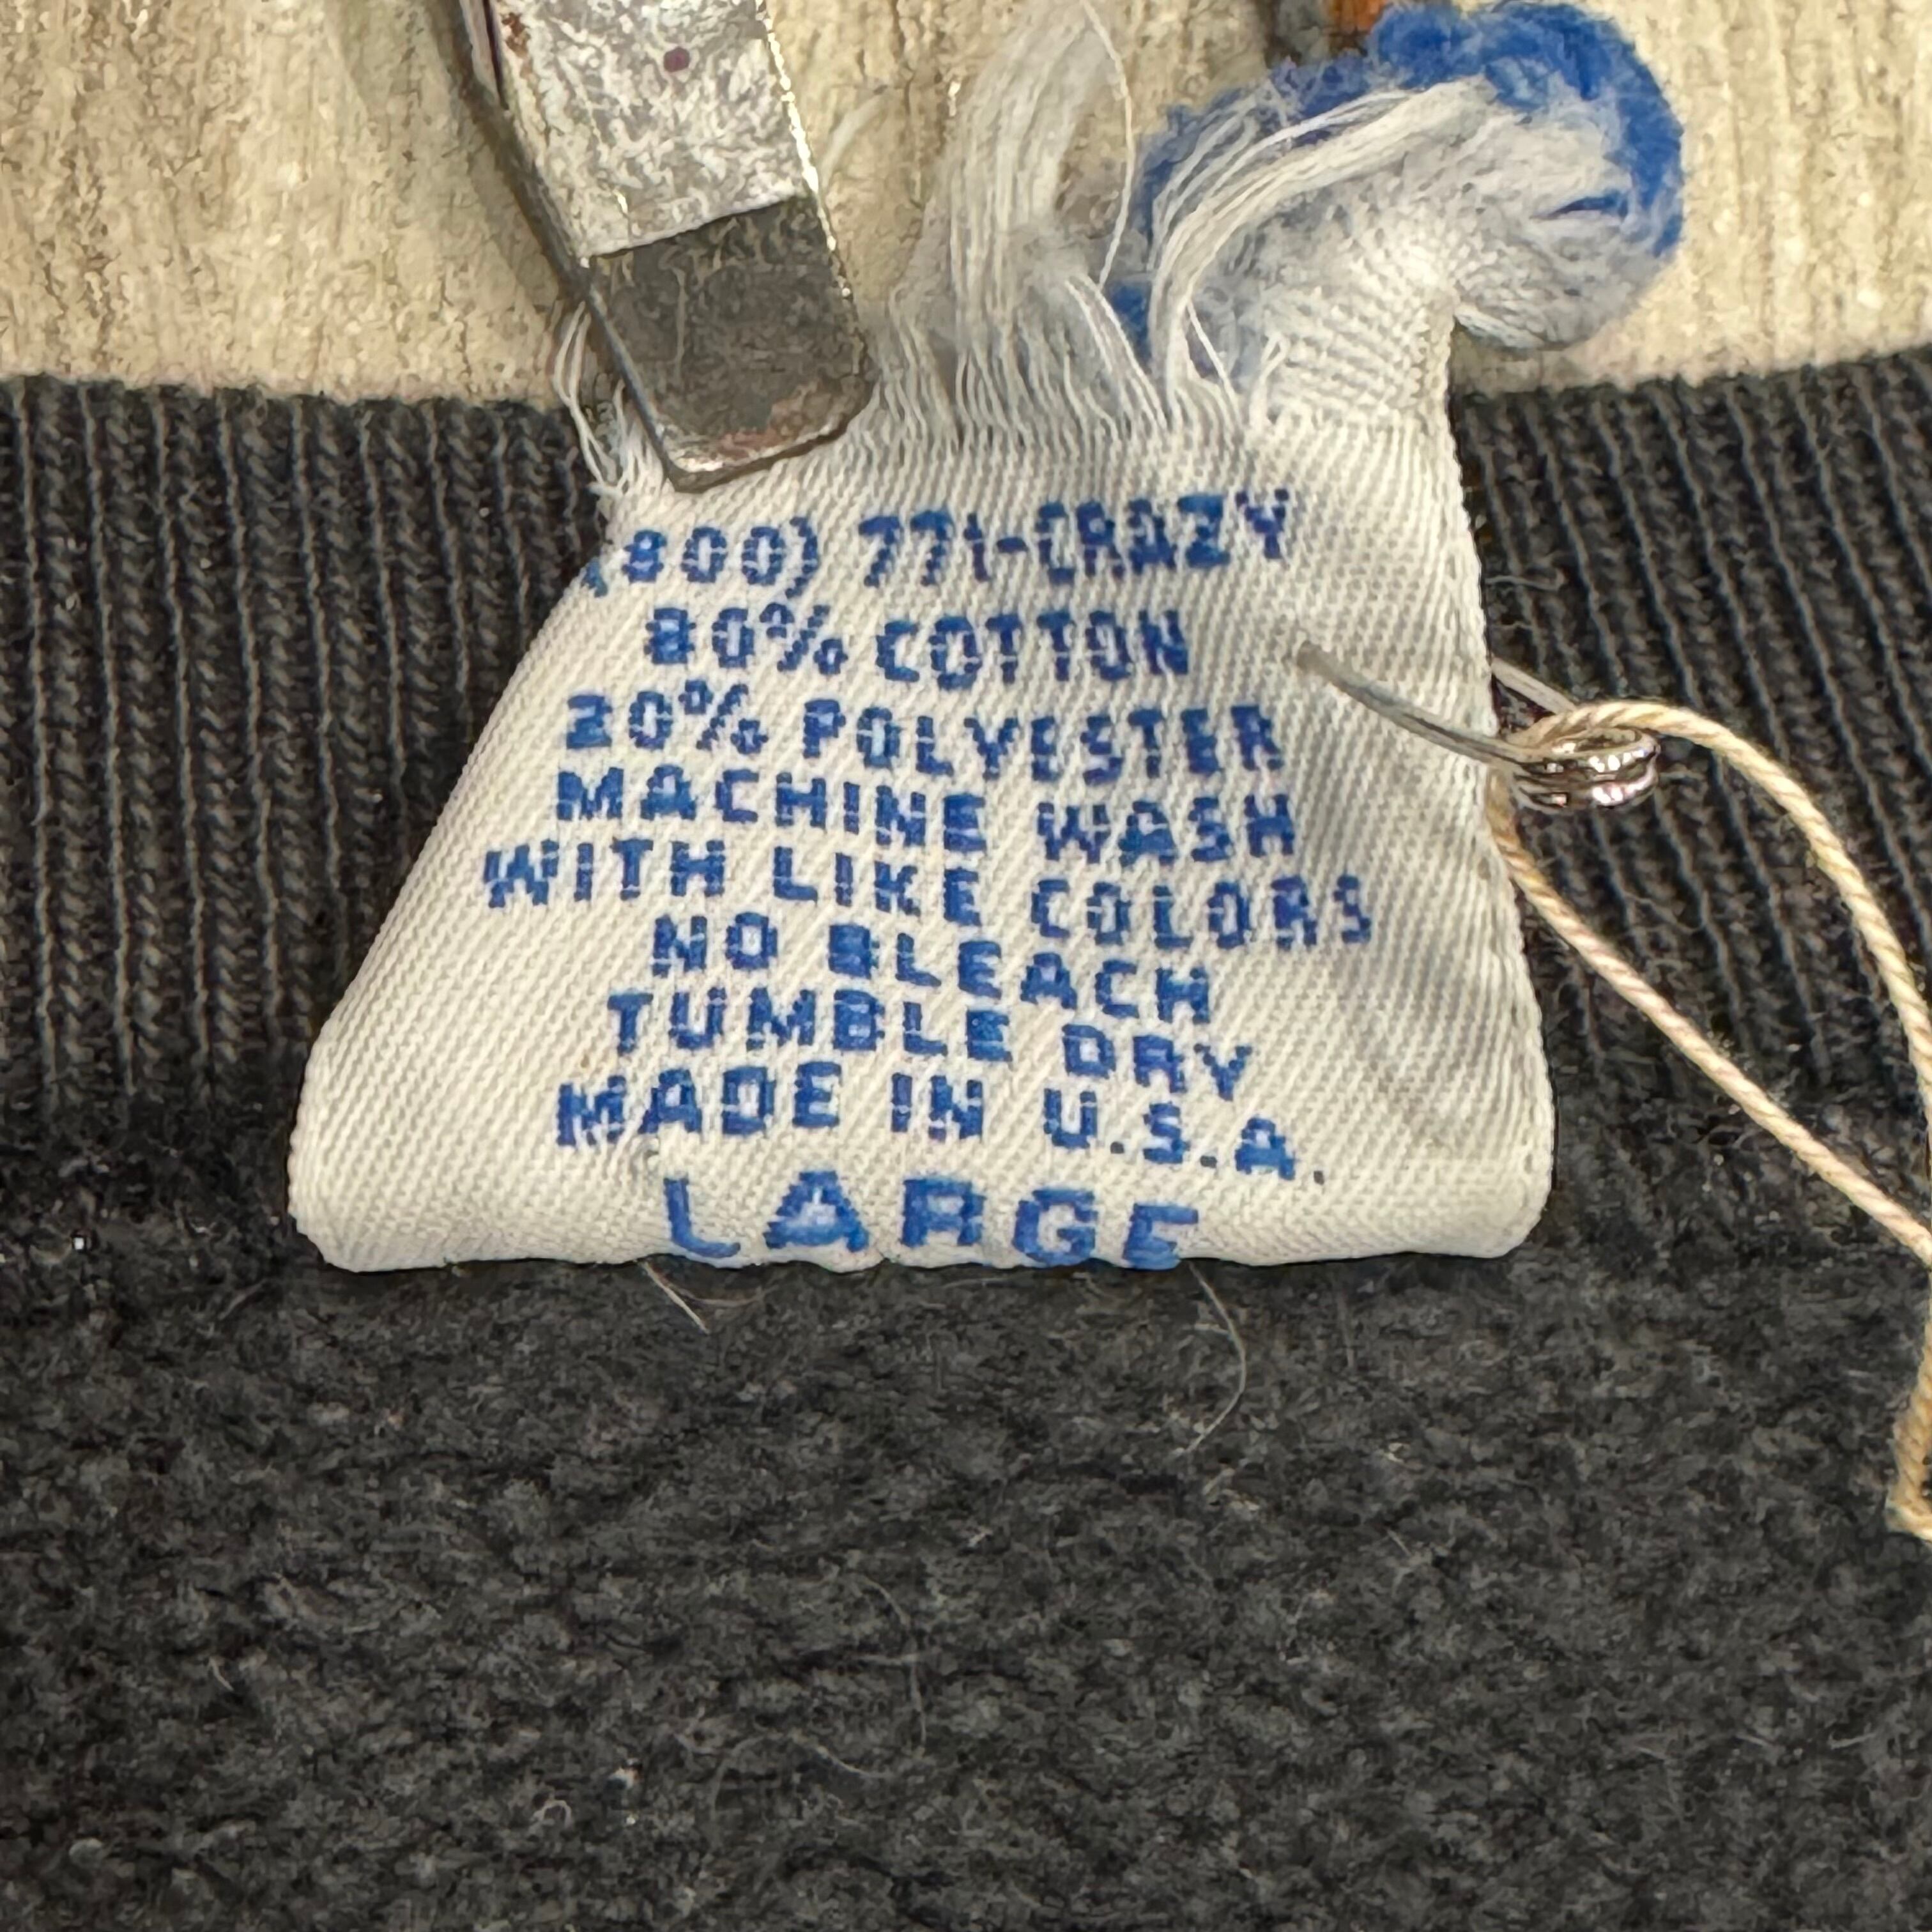 (800) 771-CRAZY
80% COTTON
20% POLYESTER
MACHINE WASH
WITH LIKE COLORS
NO BLEACH
TUMBLE DRY
MADE IN U.S.A.
LARGE